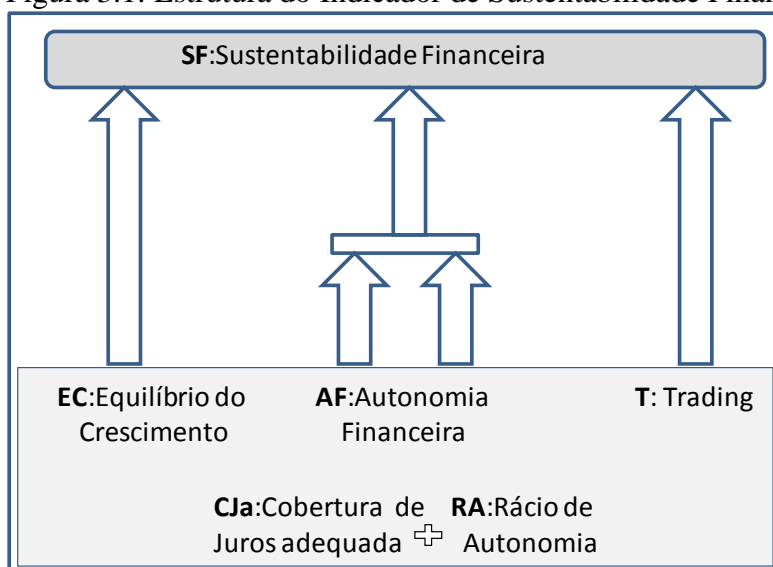 Figura 3.1. Estrutura do Indicador de Sustentabilidade
SF:Sustentabilidade Financeira
EC:Equilíbrio do
Crescimento
AF:Autonomia
Financeira
T: Trading
CJa:Cobertura de
Juros adequada
RA:Rácio de
Autonomia